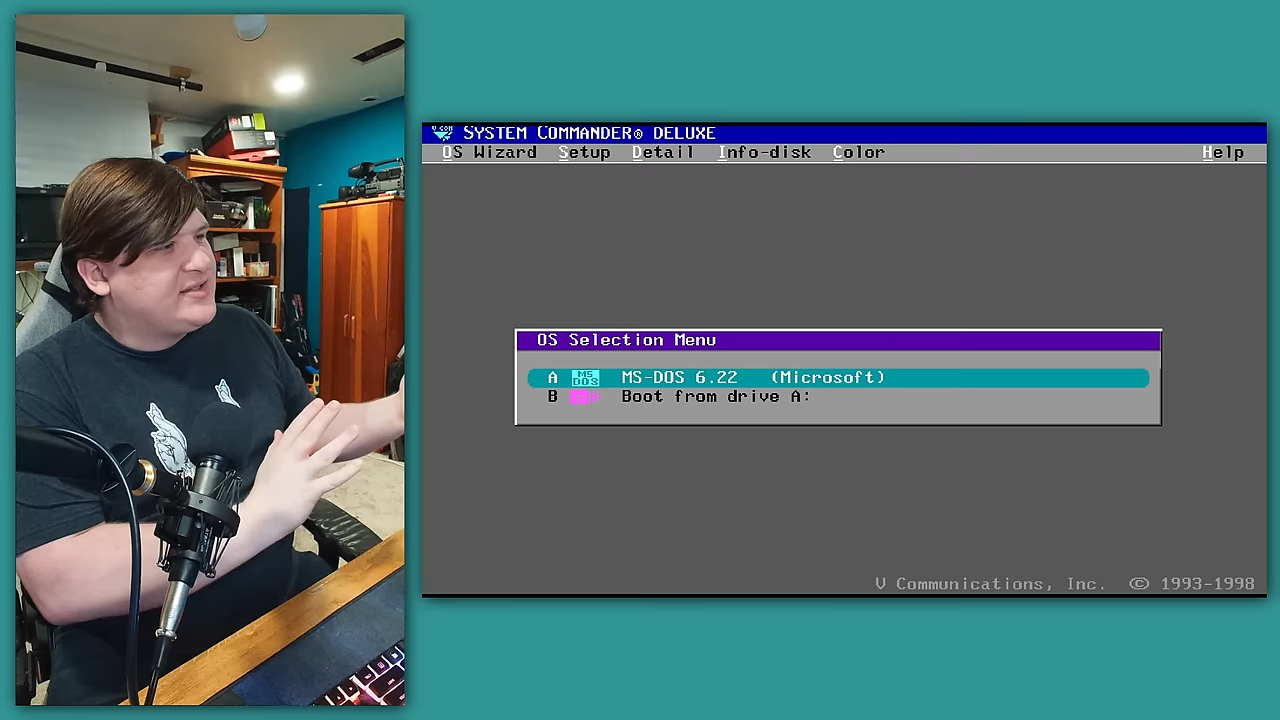 SYSTEM COMMANDER® DELUXE
OS Wizard Setup Detail Info-disk Color Help
OS Selection Menu
A MS DOS MS-DOS 6.22 (Microsoft)
B Boot from drive A:
V Communications, Inc. © 1993-1998